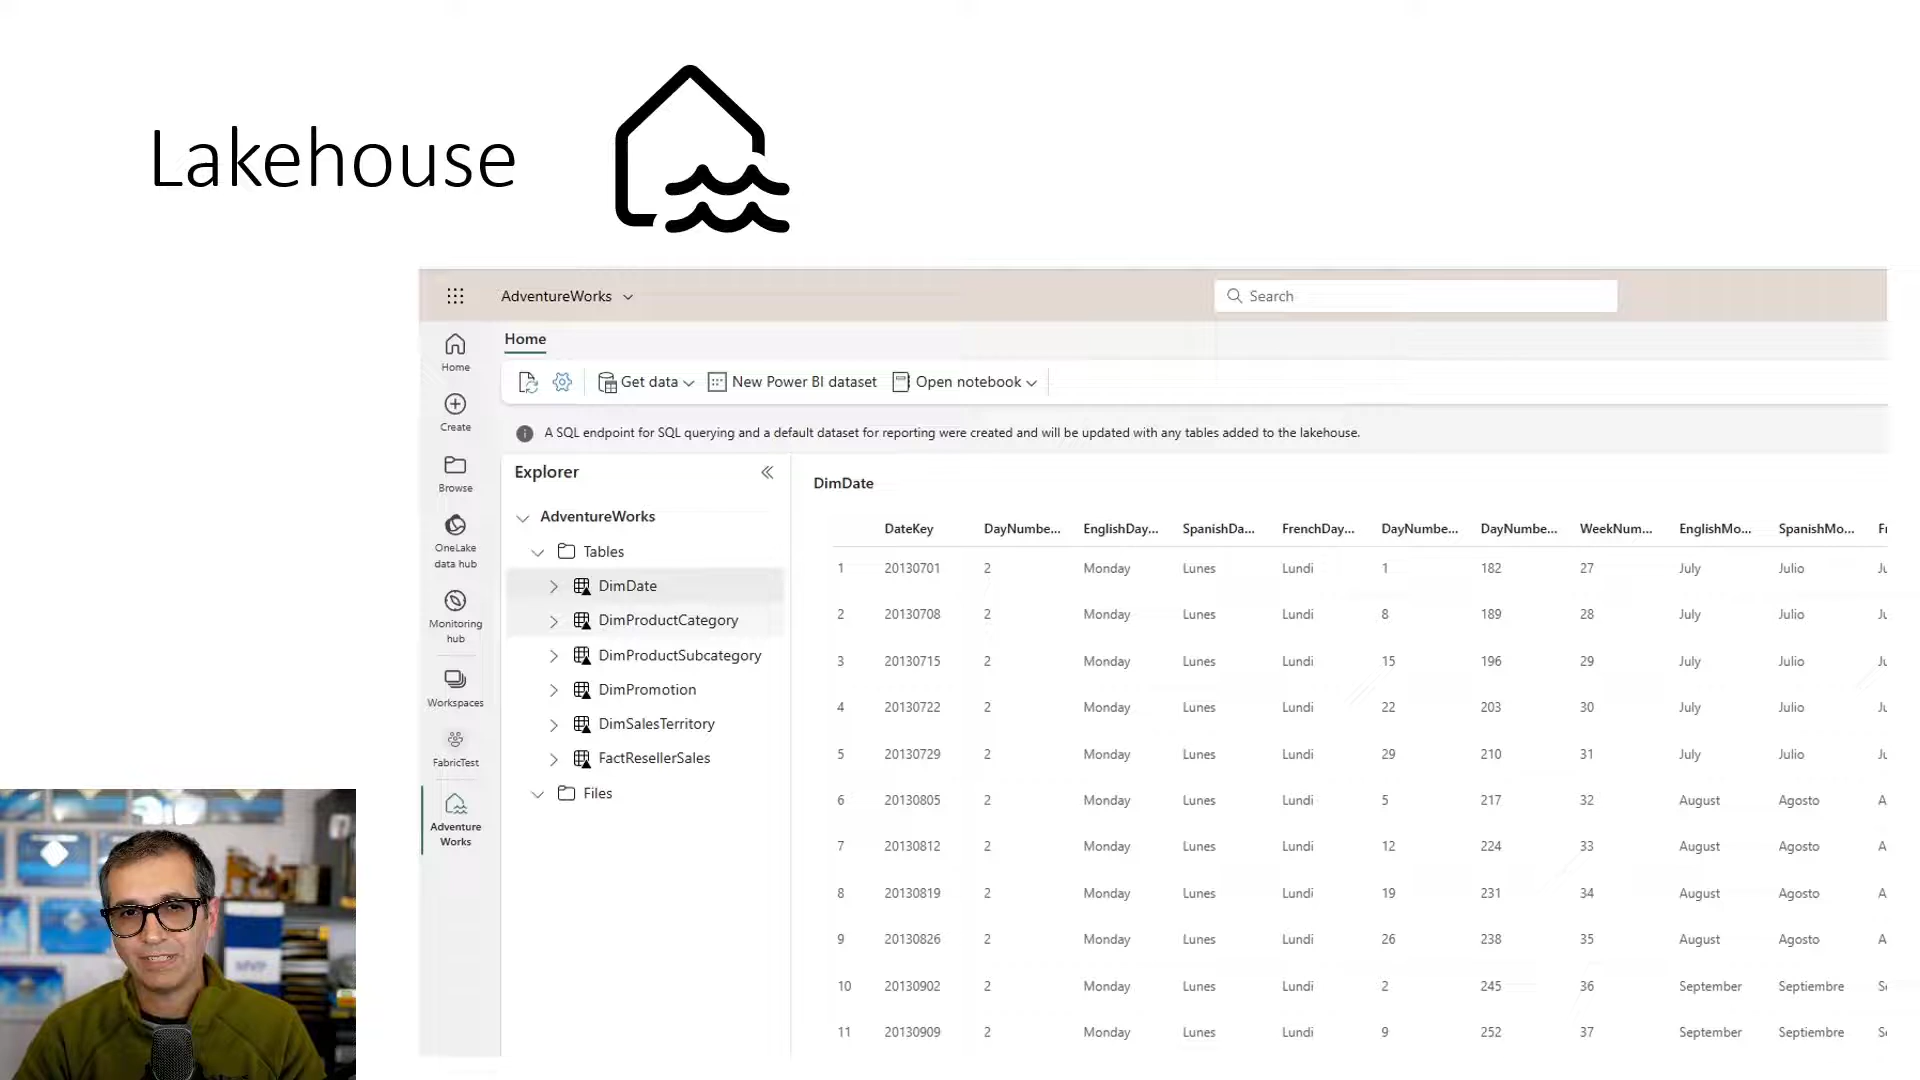 Lakehouse
AdventureWorks
Search
Home
Home
Get data
New Power BI dataset
Open notebook
Create
A SQL endpoint for SQL querying and a default dataset for reporting were created and will be updated with any tables added to the lakehouse.
Browse
OneLake
data hub
Monitoring
hub
Workspaces
FabricTest
Adventure
Works
Explorer
AdventureWorks
Tables
DimDate
DimProductCategory
DimProductSubcategory
DimPromotion
DimSalesTerritory
FactResellerSales
Files
DimDate
DateKey DayNumbe... EnglishDay... SpanishDa... FrenchDay... DayNumbe... DayNumbe... WeekNum... EnglishMo... SpanishMo...
1 20130701 2 Monday Lunes Lundi 1 182 27 July Julio
2 20130708 2 Monday Lunes Lundi 8 189 28 July Julio
3 20130715 2 Monday Lunes Lundi 15 196 29 July Julio
4 20130722 2 Monday Lunes Lundi 22 203 30 July Julio
5 20130729 2 Monday Lunes Lundi 29 210 31 July Julio
6 20130805 2 Monday Lunes Lundi 5 217 32 August Agosto A
7 20130812 2 Monday Lunes Lundi 12 224 33 August Agosto A
8 20130819 2 Monday Lunes Lundi 19 231 34 August Agosto A
9 20130826 2 Monday Lunes Lundi 26 238 35 August Agosto A
10 20130902 2 Monday Lunes Lundi 2 245 36 September Septiembre
11 20130909 2 Monday Lunes Lundi 9 252 37 September Septiembre
MVP